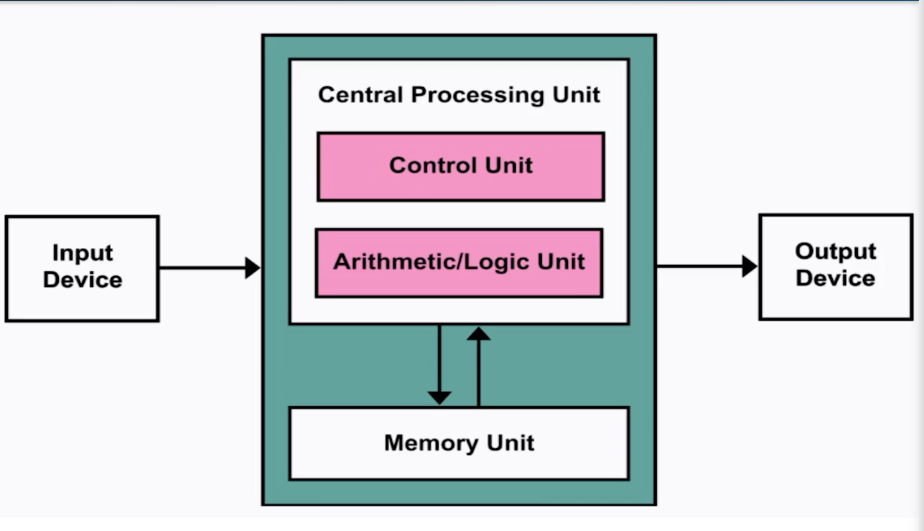 Central Processing Unit
Control Unit
Arithmetic/Logic Unit
Input
Device
Output
Device
Memory Unit